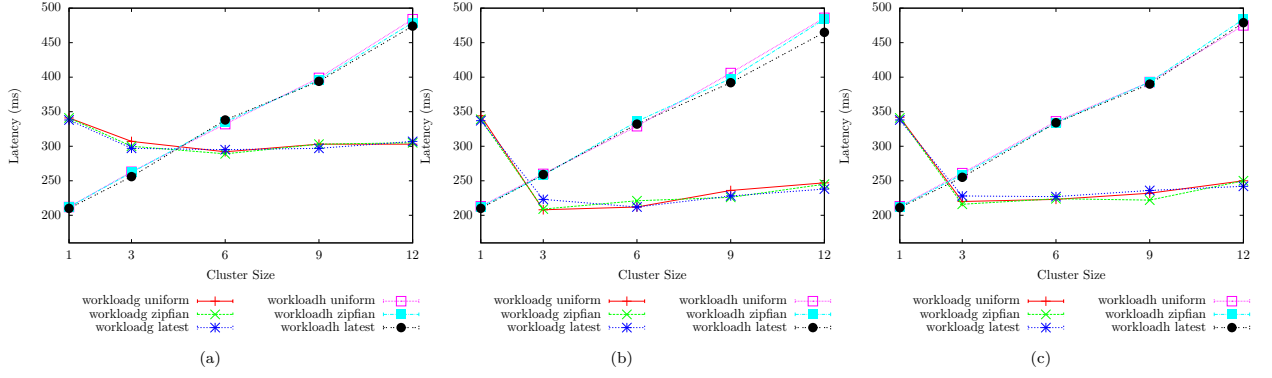 500
450
400
350
300
250
200
Latency (ms)
1 3 6 9 12
Cluster Size
workloadg uniform
workloadg zipfian
workloadg latest
workloadh uniform
workloadh zipfian
workloadh latest
(a)
500
450
400
350
300
250
200
Latency (ms)
1 3 6 9 12
Cluster Size
workloadg uniform
workloadg zipfian
workloadg latest
workloadh uniform
workloadh zipfian
workloadh latest
(b)
500
450
400
350
300
250
200
Latency (ms)
1 3 6 9 12
Cluster Size
workloadg uniform
workloadg zipfian
workloadg latest
workloadh uniform
workloadh zipfian
workloadh latest
(c)